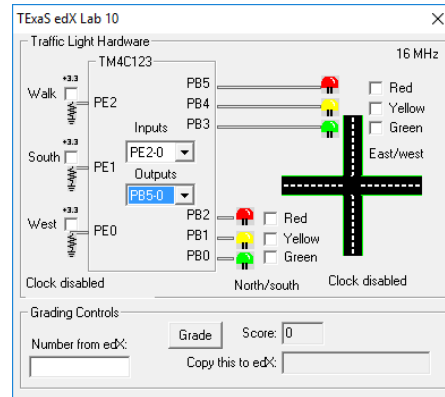 TExaS edX Lab 10
Traffic Light Hardware
16 MHz
TM4C123
+3.3
Walk
PE2
PB5
PB4
PB3
Red
Yellow
Green
Inputs
PE2-0
East/west
+3.3
South
PE1
Outputs
PB5-0
+3.3
West
PE0
PB2
PB1
PB0
Red
Yellow
Green
Clock disabled
North/south
Clock disabled
Grading Controls
Number from edX:
Grade
Score: 0
Copy this to edX: